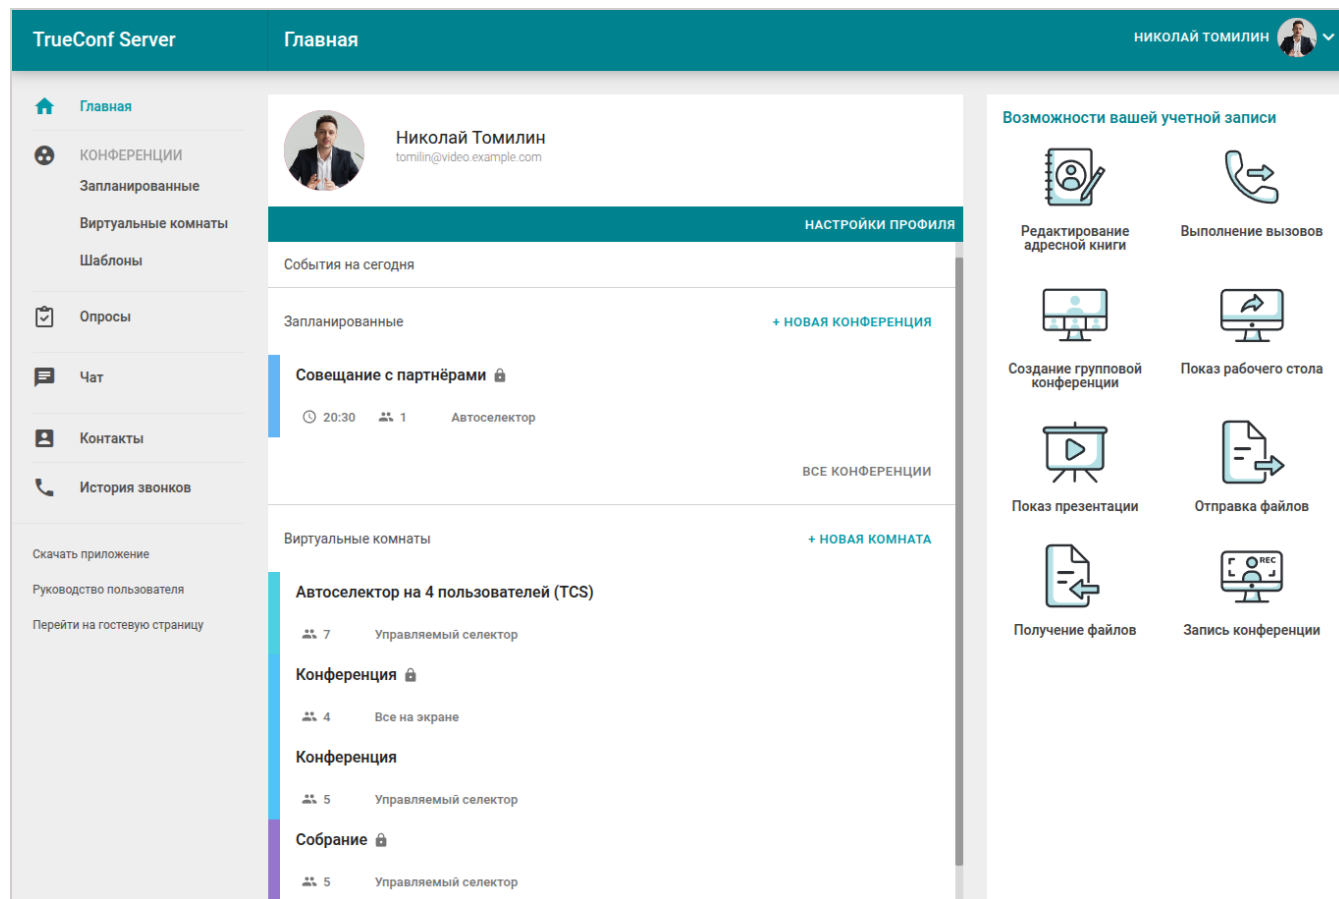 TrueConf Server
Главная
НИКОЛАЙ ТОМИЛИН
Главная
КОНФЕРЕНЦИИ
Запланированные
Виртуальные комнаты
Шаблоны
Опросы
Чат
Контакты
История звонков
Скачать приложение
Руководство пользователя
Перейти на гостевую страницу
Николай Томилин
tomilin@video.example.com
НАСТРОЙКИ ПРОФИЛЯ
События на сегодня
Запланированные
+ НОВАЯ КОНФЕРЕНЦИЯ
Совещание с партнёрами
20:30 1 Автоселектор
ВСЕ КОНФЕРЕНЦИИ
Виртуальные комнаты
+ НОВАЯ КОМНАТА
Автоселектор на 4 пользователей (TCS)
7 Управляемый селектор
Конференция
4 Все на экране
Конференция
5 Управляемый селектор
Собрание
5 Управляемый селектор
Возможности вашей учетной записи
Редактирование
адресной книги
Выполнение вызовов
Создание групповой
конференции
Показ рабочего стола
Показ презентации
Отправка файлов
Получение файлов
REC
Запись конференции